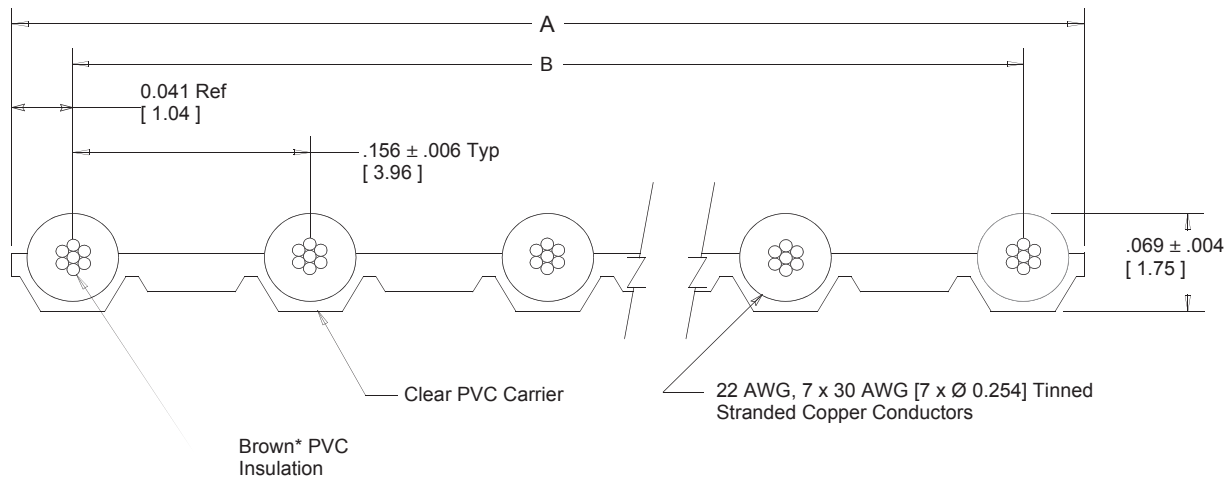 A
B
0.041 Ref
[ 1.04 ]
.156 ± .006 Typ
[ 3.96 ]
.069 ± .004
[ 1.75 ]
Clear PVC Carrier
22 AWG, 7 x 30 AWG [7 x Ø 0.254] Tinned
Stranded Copper Conductors
Brown* PVC
Insulation